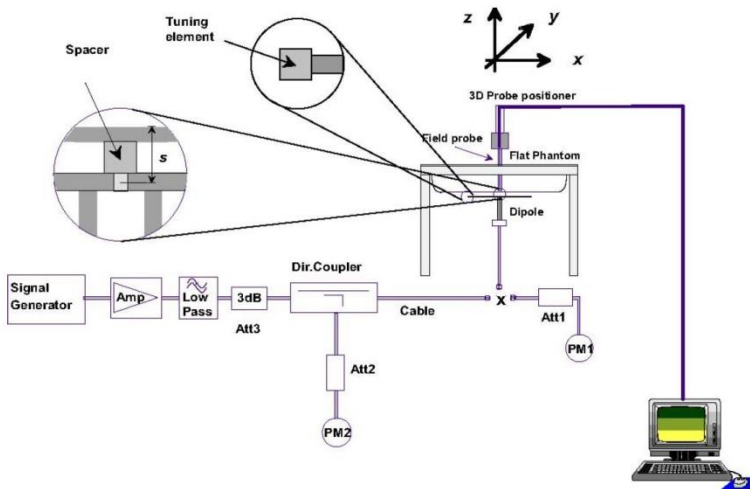 Tuning
element
Spacer
s
z
y
x
3D Probe positioner
Field probe
Flat Phantom
Dipole
Signal
Generator
Amp
Low
Pass
3dB
Att3
Dir.Coupler
Cable
x
Att1
PM1
Att2
PM2